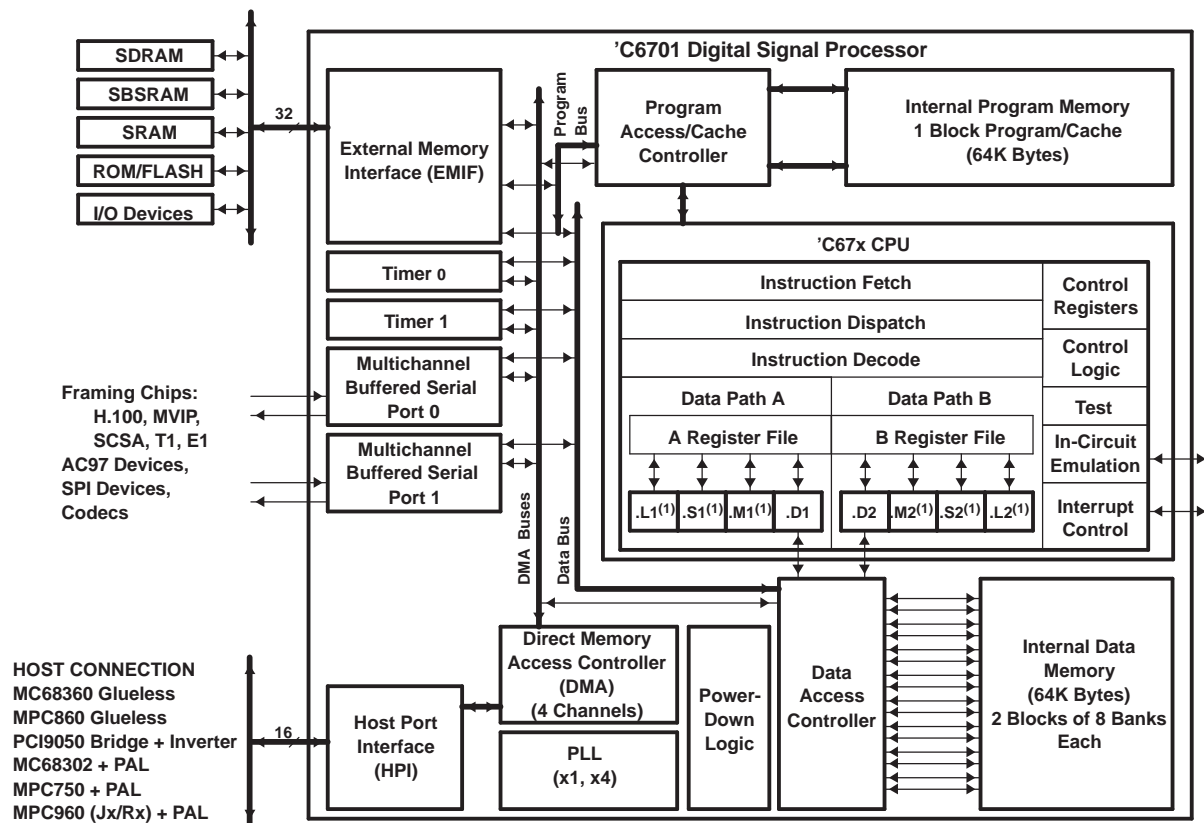 'C6701 Digital Signal Processor
SDRAM
SBSRAM
SRAM
ROM/FLASH
I/O Devices
32
External Memory
Interface (EMIF)
Program
Bus
Program
Access/Cache
Controller
Internal Program Memory
1 Block Program/Cache
(64K Bytes)
Timer 0
Timer 1
Multichannel
Buffered Serial
Port 0
Multichannel
Buffered Serial
Port 1
Framing Chips:
H.100, MVIP,
SCSA, T1, E1
AC97 Devices,
SPI Devices,
Codecs
DMA Buses
Data Bus
'C67x CPU
Instruction Fetch
Instruction Dispatch
Instruction Decode
Data Path A
Data Path B
A Register File
B Register File
.L1(1)
.S1(1)
.M1(1)
.D1
.D2
.M2(1)
.S2(1)
.L2(1)
Control
Registers
Control
Logic
Test
In-Circuit
Emulation
Interrupt
Control
HOST CONNECTION
MC68360 Glueless
MPC860 Glueless
PCI9050 Bridge + Inverter
MC68302 + PAL
MPC750 + PAL
MPC960 (Jx/Rx) + PAL
16
Host Port
Interface
(HPI)
Direct Memory
Access Controller
(DMA)
(4 Channels)
PLL
(x1, x4)
Power-
Down
Logic
Data
Access
Controller
Internal Data
Memory
(64K Bytes)
2 Blocks of 8 Banks
Each